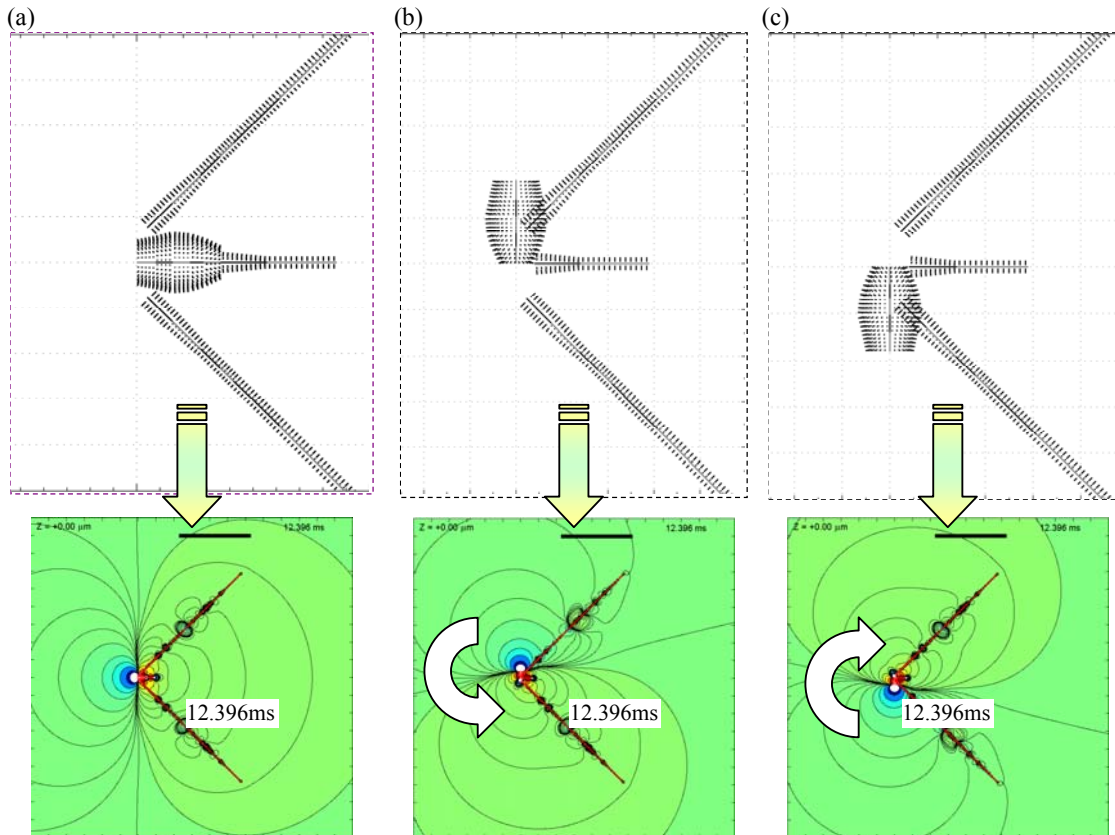 (a) (b) (c)
Z = +0.00 µm 12.396 ms
12.396ms
Z = +0.00 µm 12.396 ms
12.396ms
Z = +0.00 µm 12.396 ms
12.396ms